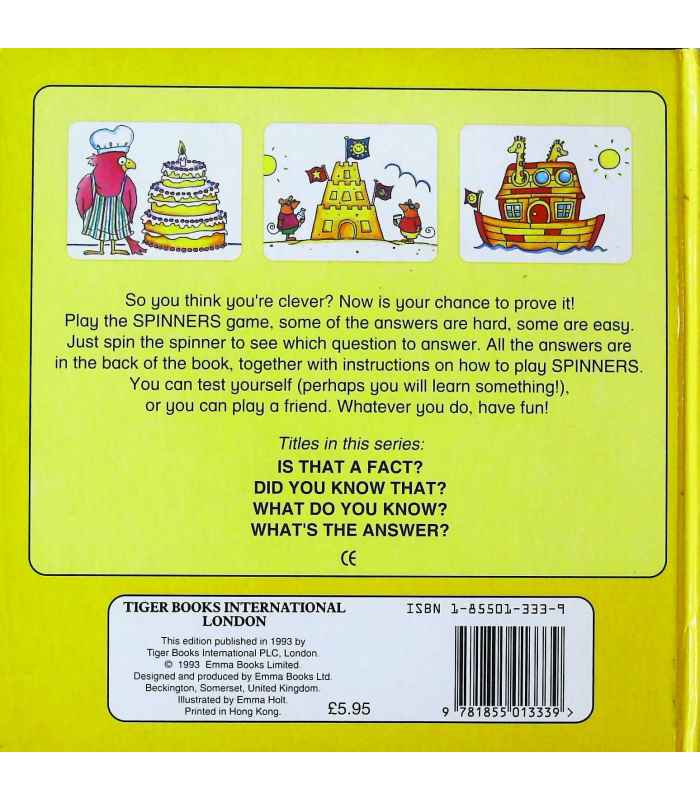 So you think you're clever? Now is your chance to prove it!
Play the SPINNERS game, some of the answers are hard, some are easy.
Just spin the spinner to see which question to answer. All the answers are
in the back of the book, together with instructions on how to play SPINNERS.
You can test yourself (perhaps you will learn something!),
or you can play a friend. Whatever you do, have fun!
Titles in this series:
IS THAT A FACT?
DID YOU KNOW THAT?
WHAT DO YOU KNOW?
WHAT'S THE ANSWER?
CE
TIGER BOOKS INTERNATIONAL
LONDON
This edition published in 1993 by
Tiger Books International PLC, London.
© 1993 Emma Books Limited.
Designed and produced by Emma Books Ltd.
Beckington, Somerset, United Kingdom.
Illustrated by Emma Holt.
Printed in Hong Kong.
£5.95
ISBN 1-85501-333-9
9 781855 013339 >